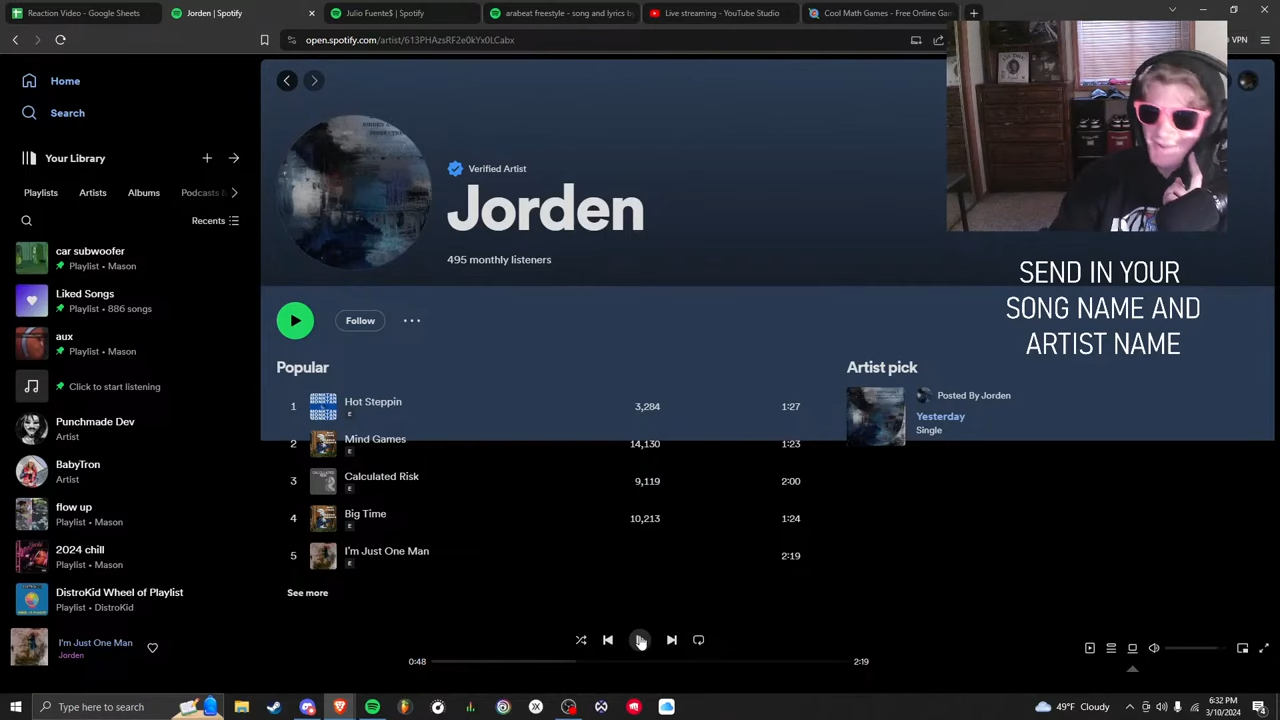 Reaction Video - Google Sheets
Jorden | Spotify
Julio Fuentes | Spotify
arabeat freestyle - song and lyrics b
Live streaming - YouTube Studio
Cool Math Games - Free Online Gam
open.spotify.com
VPN
Home
Search
Your Library
Playlists Artists Albums Podcasts &
Recents
car subwoofer
Playlist • Mason
Liked Songs
Playlist • 886 songs
aux
Playlist • Mason
Click to start listening
Punchmade Dev
Artist
BabyTron
Artist
flow up
Playlist • Mason
2024 chill
Playlist • Mason
DistroKid Wheel of Playlist
Playlist • DistroKid
I'm Just One Man
Jorden
Verified Artist
Jorden
495 monthly listeners
Follow
Popular
1 Hot Steppin 3,284 1:27
E
2 Mind Games 14,130 1:23
E
3 Calculated Risk 9,119 2:00
E
4 Big Time 10,213 1:24
E
5 I'm Just One Man 2:19
E
See more
SEND IN YOUR
SONG NAME AND
ARTIST NAME
Artist pick
Posted By Jorden
Yesterday
Single
0:48
2:19
Type here to search
49°F Cloudy
6:32 PM
3/10/2024